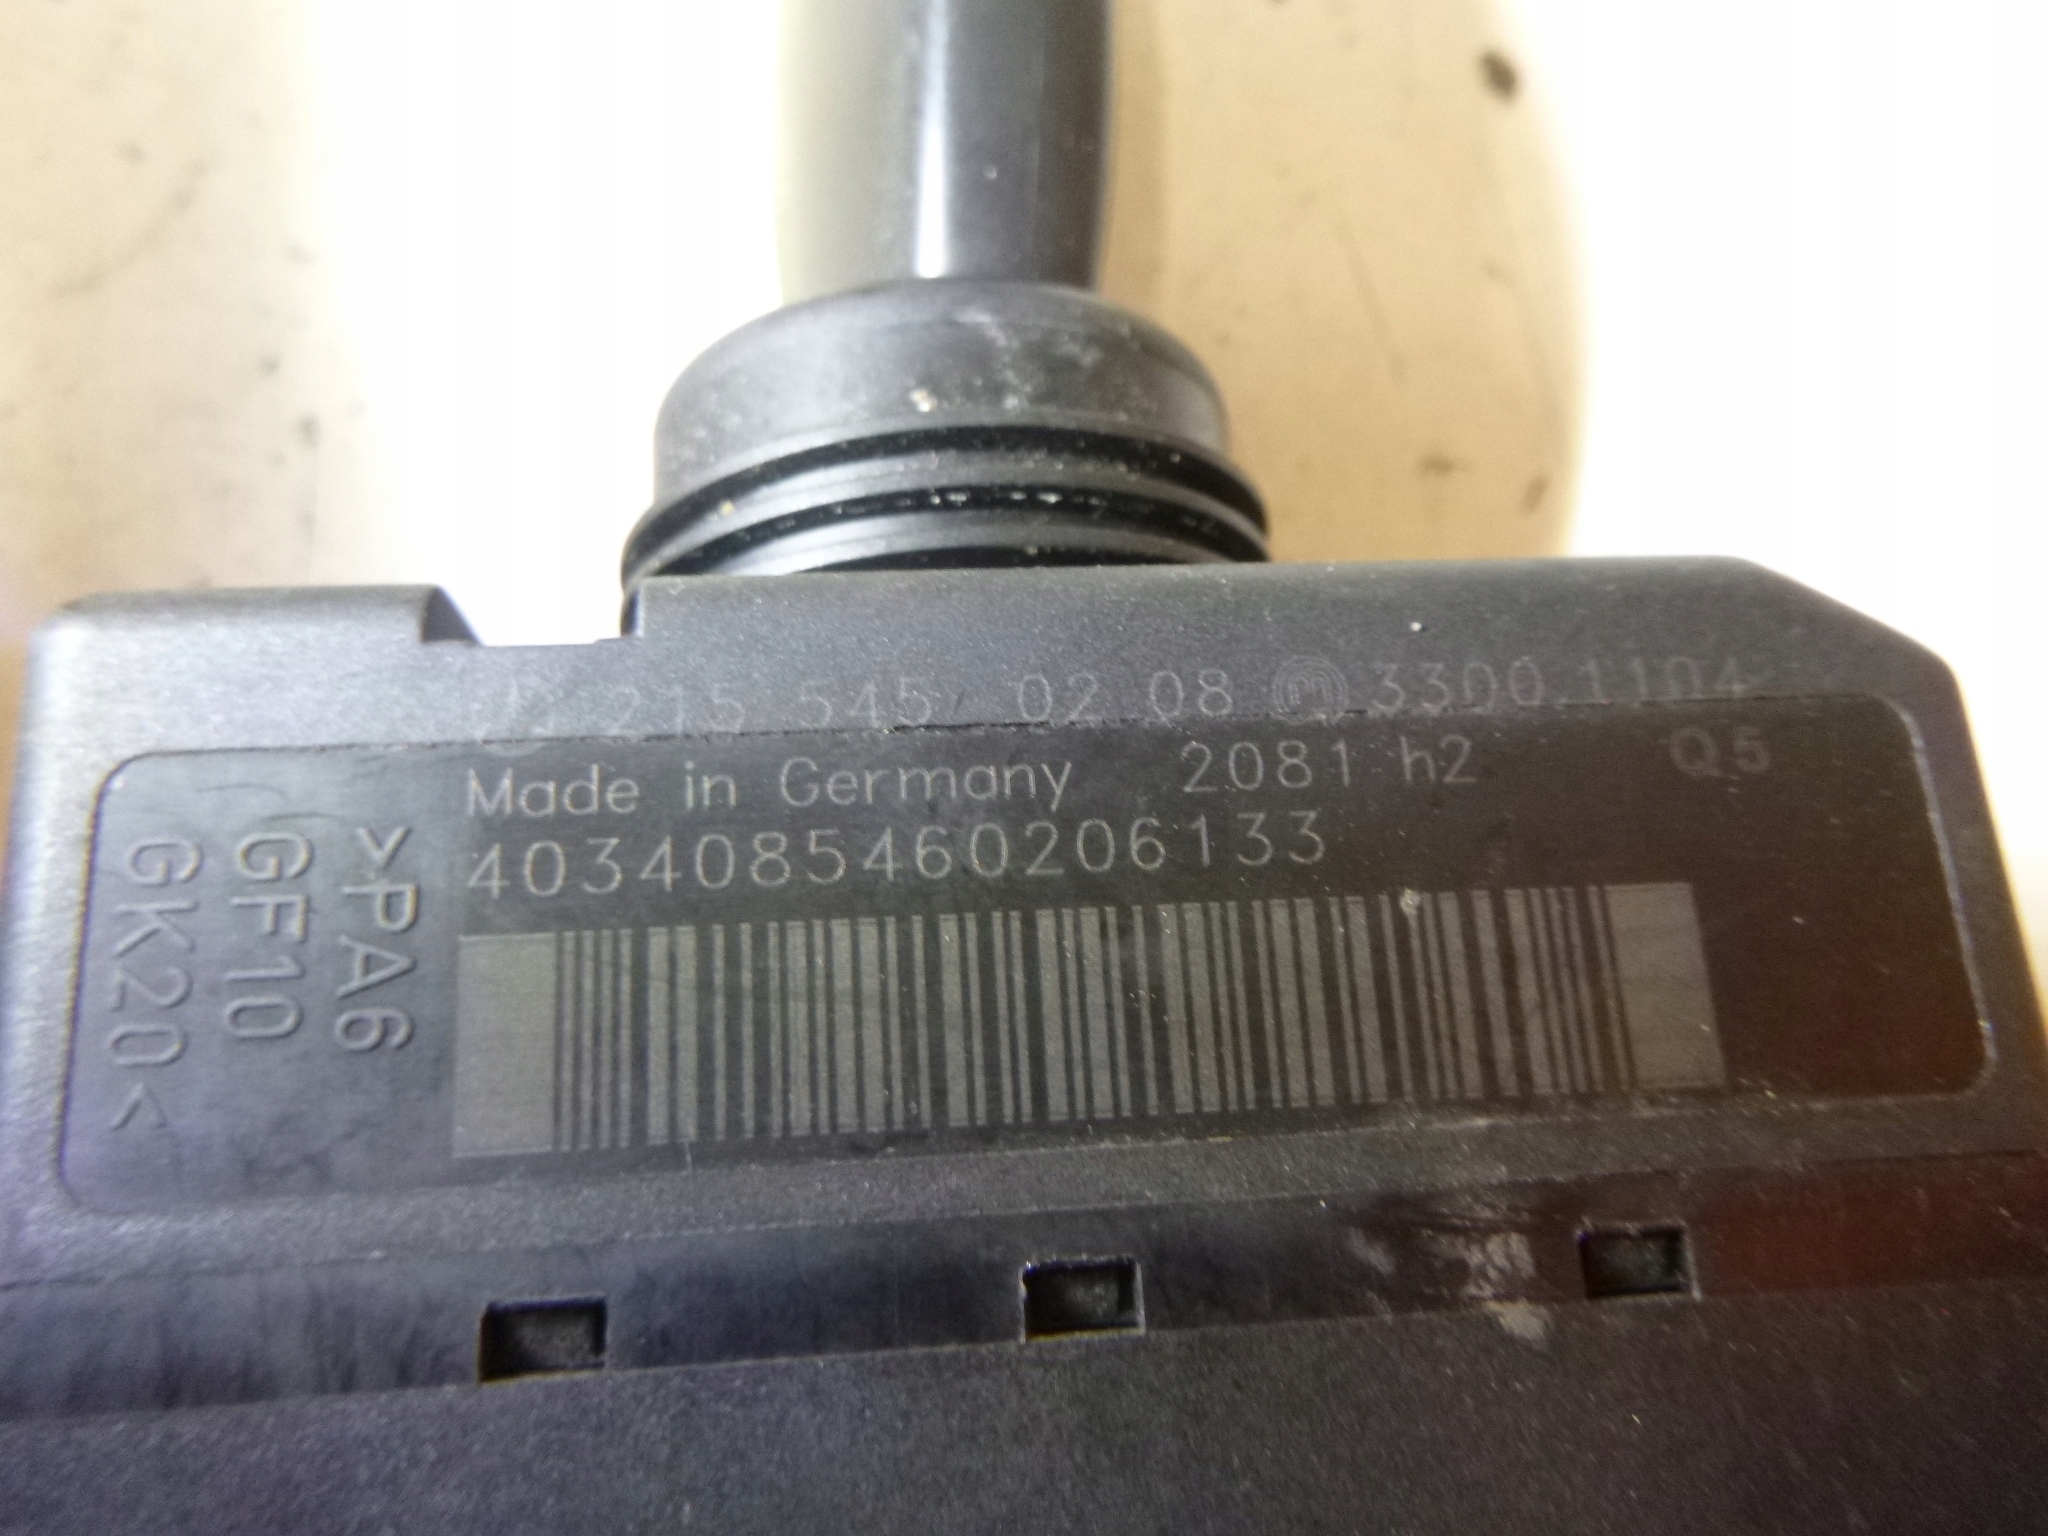 215 545 02 08 M 3300.1104
Made in Germany 2081 h2 Q5
4034085460206133
>PA6
GF10
GK20<